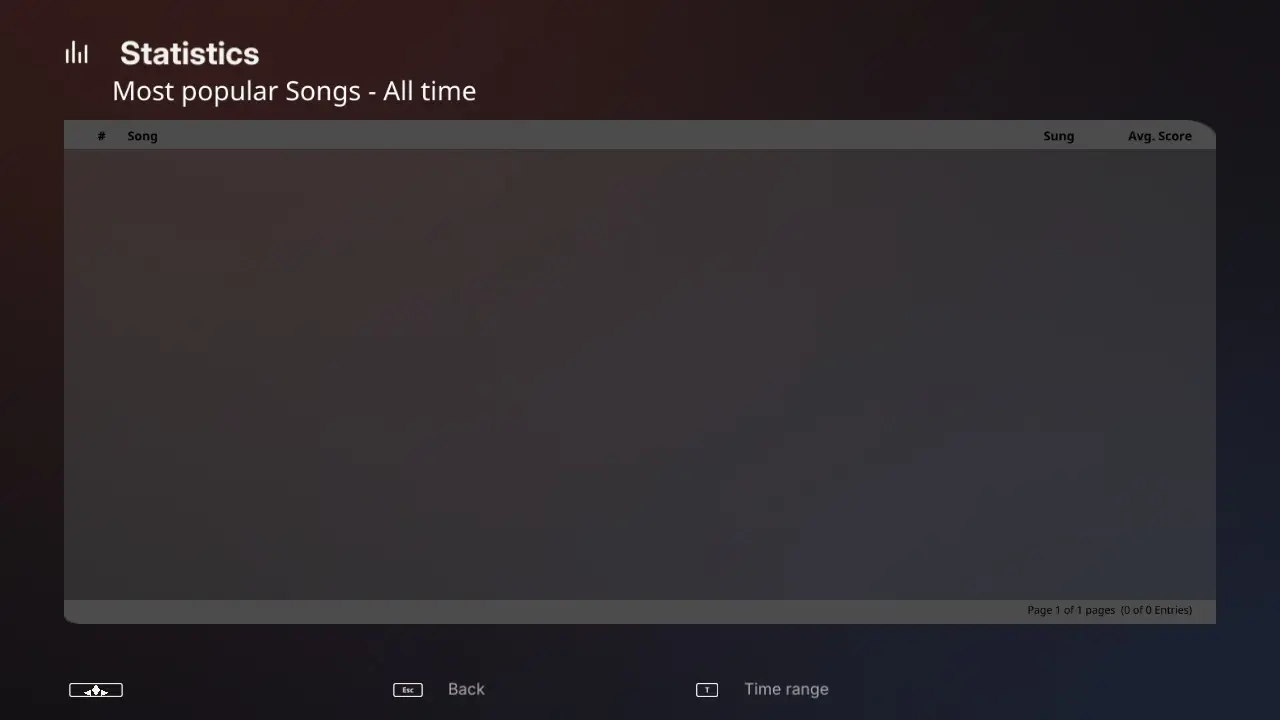 Statistics
Most popular Songs - All time
# Song Sung Avg. Score
Page 1 of 1 pages (0 of 0 Entries)
Esc Back T Time range